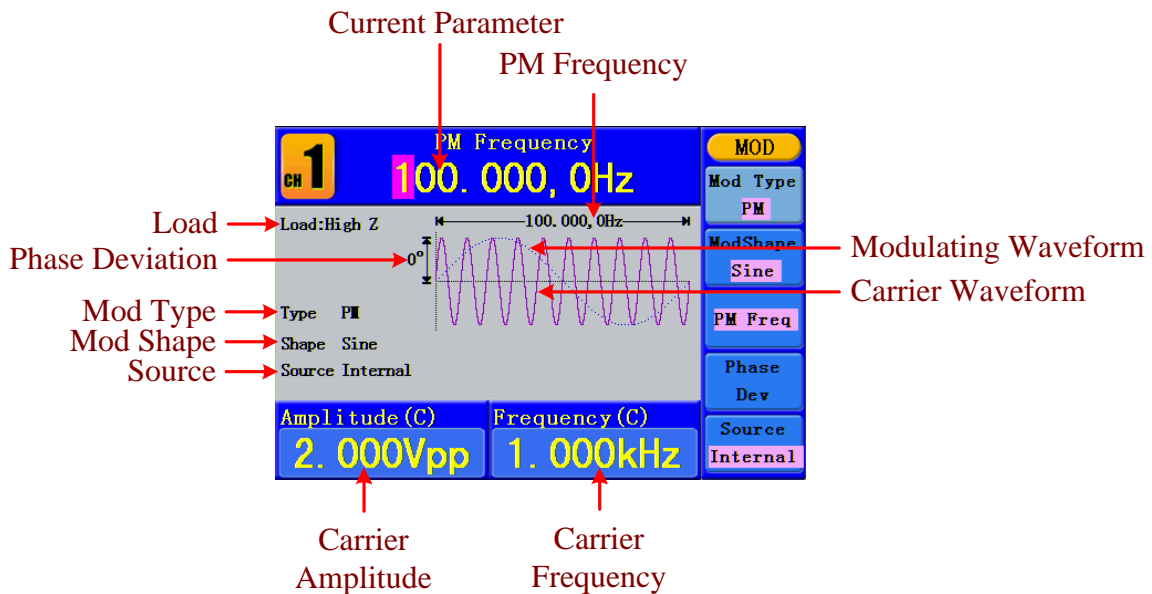 Current Parameter
PM Frequency
CH 1
PM Frequency
100.000,0Hz
MOD
Mod Type
PM
ModShape
Sine
PM Freq
Phase
Dev
Source
Internal
Load
Load:High Z
100.000,0Hz
Phase Deviation
0°
Modulating Waveform
Carrier Waveform
Mod Type
Type PM
Mod Shape
Shape Sine
Source
Source Internal
Amplitude(C)
2.000Vpp
Frequency(C)
1.000kHz
Carrier
Amplitude
Carrier
Frequency